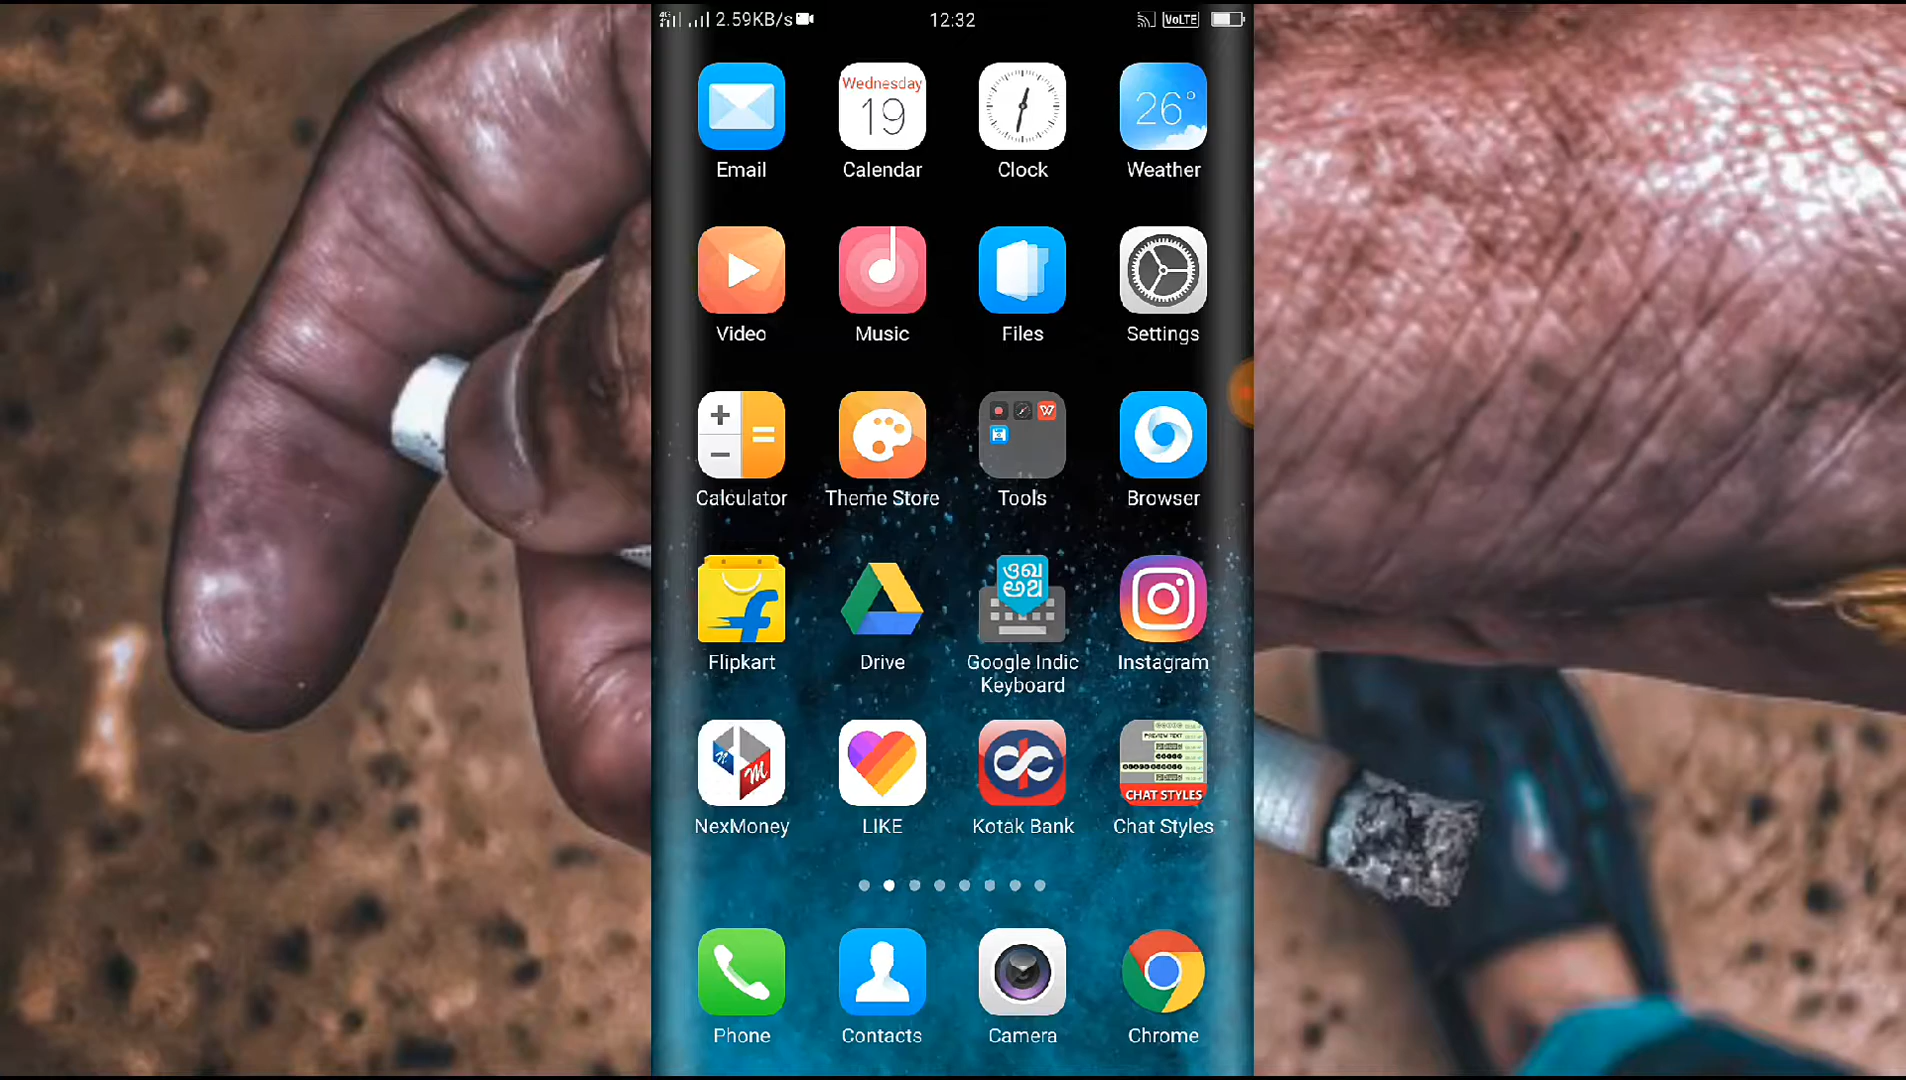 2.59KB/s
12:32
VoLTE
Wednesday
19
26°
Email
Calendar
Clock
Weather
Video
Music
Files
Settings
Calculator
Theme Store
Tools
Browser
Flipkart
Drive
Google Indic
Keyboard
Instagram
PREVIEW TEXT
CHAT STYLES
NexMoney
LIKE
Kotak Bank
Chat Styles
Phone
Contacts
Camera
Chrome